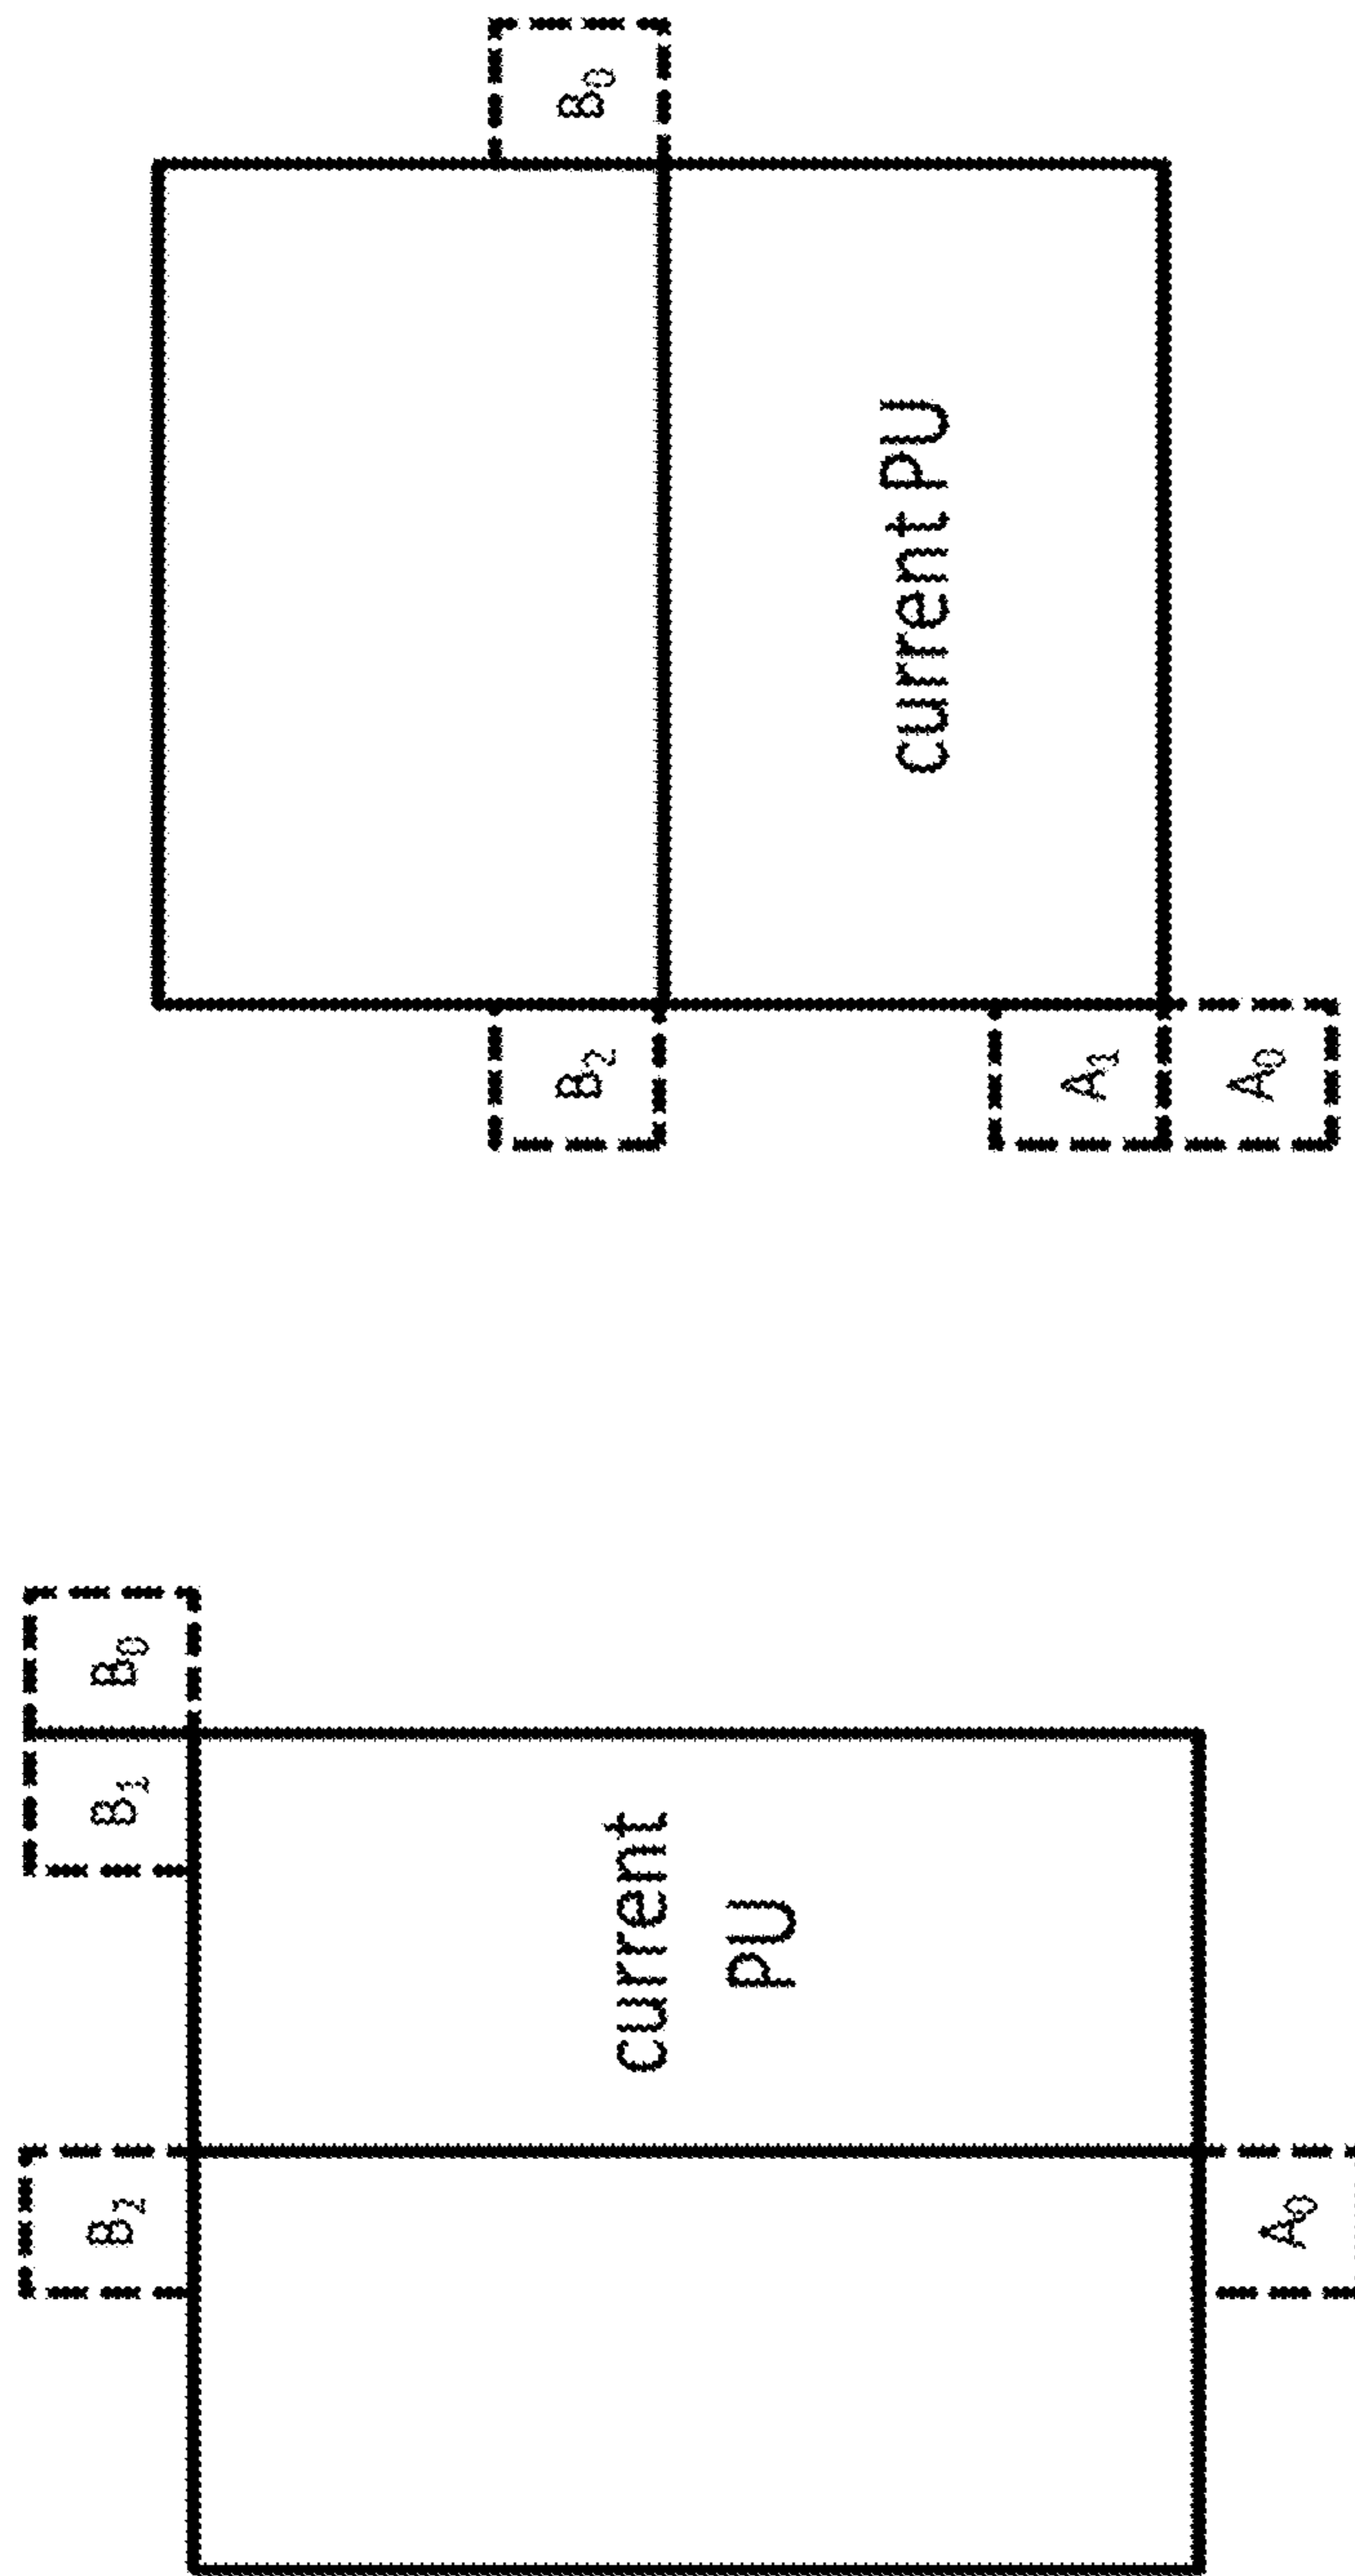 B₂
B₁ B₀
current
PU
A₀
B₂
B₀
current PU
A₁
A₀